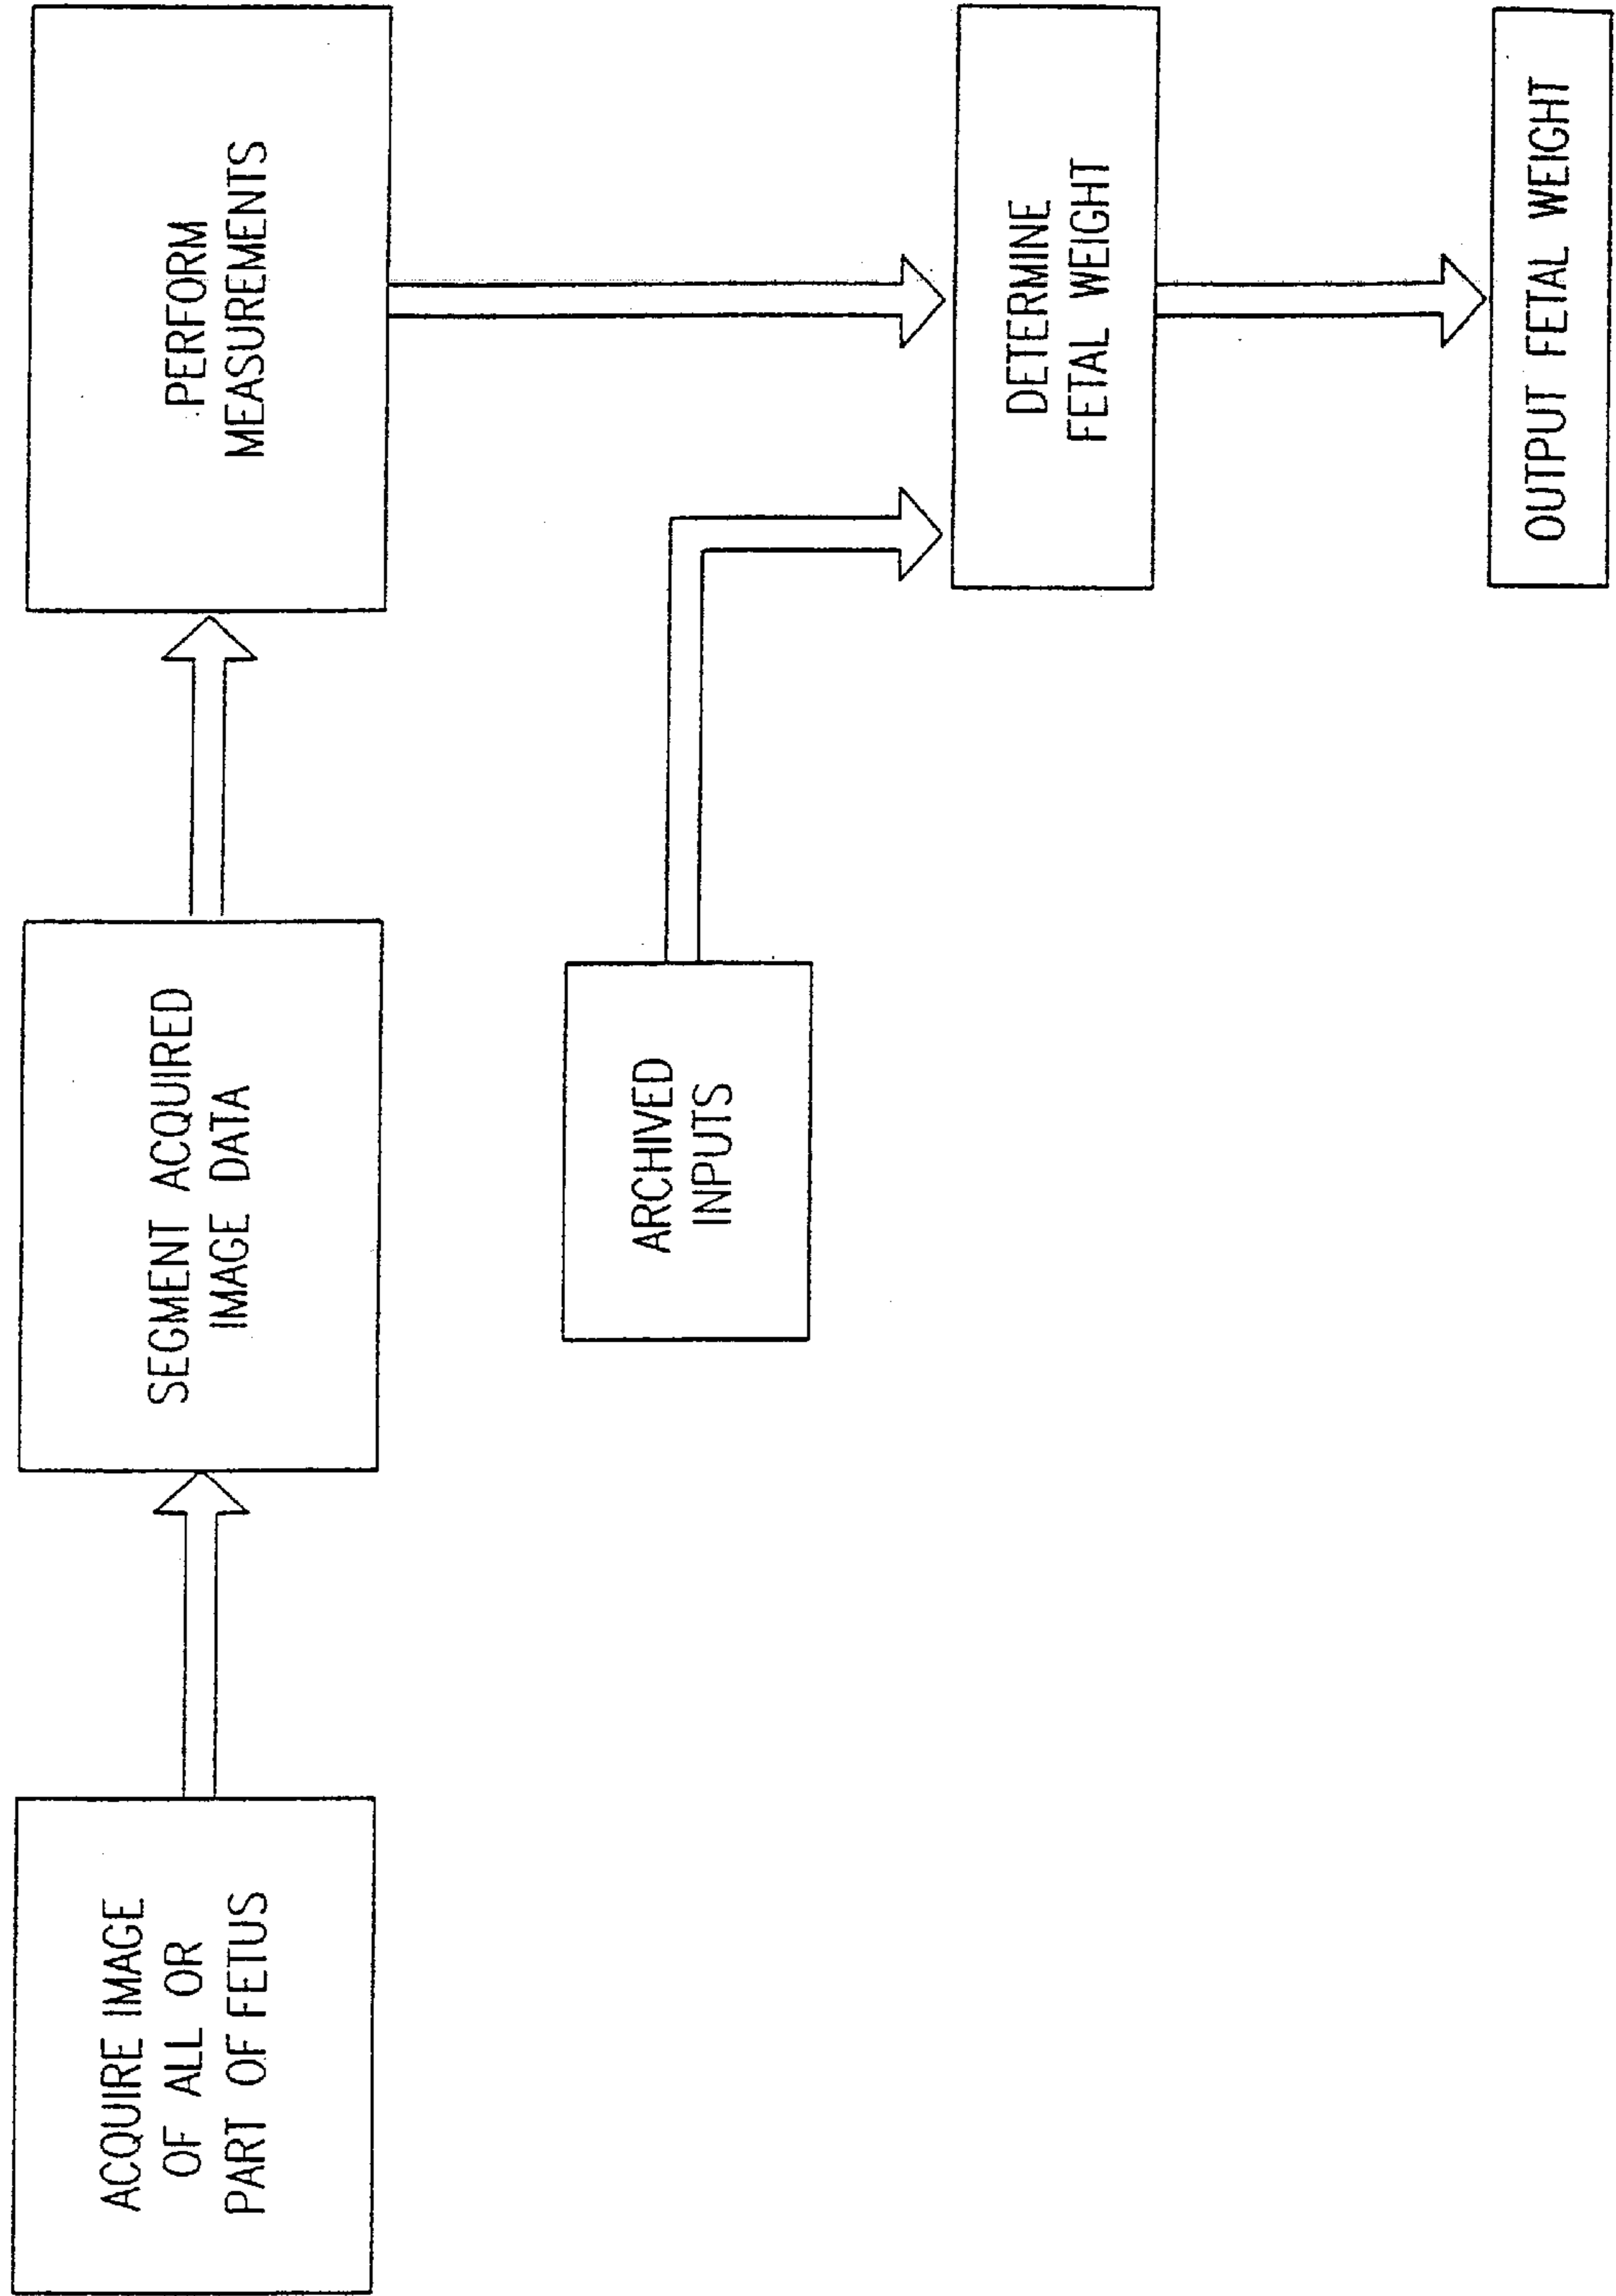 ACQUIRE IMAGE
OF ALL OR
PART OF FETUS
SEGMENT ACQUIRED
IMAGE DATA
PERFORM
MEASUREMENTS
ARCHIVED
INPUTS
DETERMINE
FETAL WEIGHT
OUTPUT FETAL WEIGHT